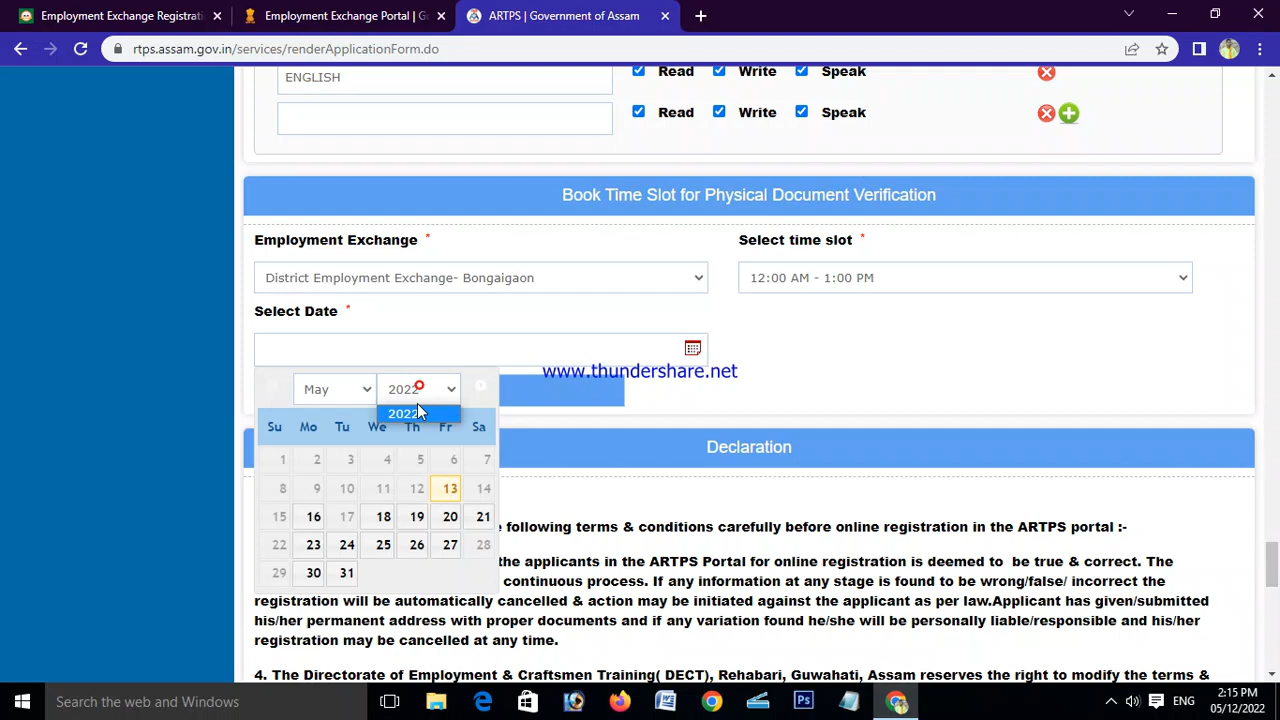 Employment Exchange Registrati
Employment Exchange Portal | G
ARTPS | Government of Assam
rtps.assam.gov.in/services/renderApplicationForm.do
ENGLISH
Read Write Speak
Read Write Speak
Book Time Slot for Physical Document Verification
Employment Exchange *
Select time slot *
District Employment Exchange- Bongaigaon
12:00 AM - 1:00 PM
Select Date *
www.thundershare.net
May 2022
2022
Su Mo Tu We Th Fr Sa
1 2 3 4 5 6 7
8 9 10 11 12 13 14
15 16 17 18 19 20 21
22 23 24 25 26 27 28
29 30 31
Declaration
following terms & conditions carefully before online registration in the ARTPS portal :-
the applicants in the ARTPS Portal for online registration is deemed to be true & correct. The
continuous process. If any information at any stage is found to be wrong/false/ incorrect the
registration will be automatically cancelled & action may be initiated against the applicant as per law.Applicant has given/submitted
his/her permanent address with proper documents and if any variation found he/she will be personally liable/responsible and his/her
registration may be cancelled at any time.
4. The Directorate of Employment & Craftsmen Training( DECT), Rehabari, Guwahati, Assam reserves the right to modify the terms &
Search the web and Windows
ENG
2:15 PM
05/12/2022